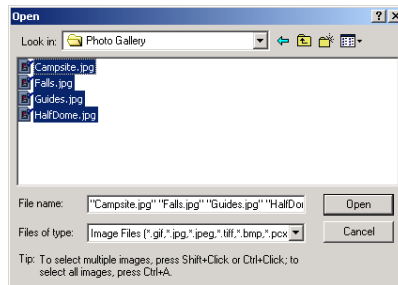 Open
Look in: Photo Gallery
Campsite.jpg
Falls.jpg
Guides.jpg
HalfDome.jpg
File name: "Campsite.jpg" "Falls.jpg" "Guides.jpg" "HalfDor Open
Files of type: Image Files (*.gif,*.jpg,*.jpeg,*.tiff,*.bmp,*.pcx Cancel
Tip: To select multiple images, press Shift+Click or Ctrl+Click; to
select all images, press Ctrl+A.